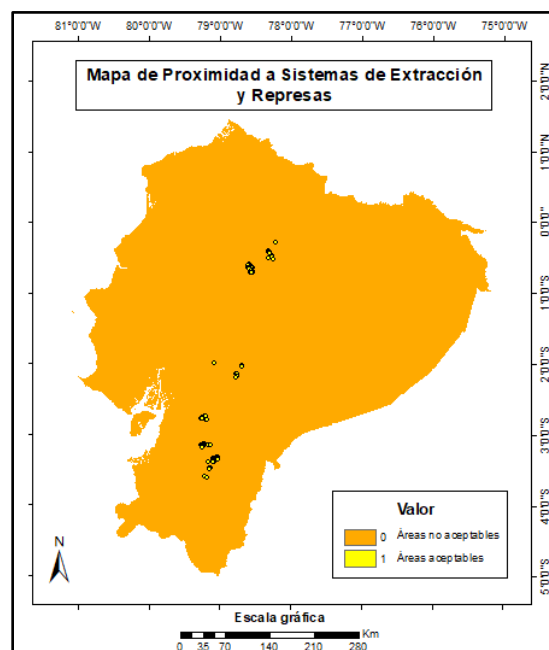 81°0'0"W 80°0'0"W 79°0'0"W 78°0'0"W 77°0'0"W 76°0'0"W 75°0'0"W
Mapa de Proximidad a Sistemas de Extracción
y Represas
2°0'0"N
1°0'0"N
0°0'0"N
1°0'0"S
2°0'0"S
3°0'0"S
4°0'0"S
5°0'0"S
Valor
0 Áreas no aceptables
1 Áreas aceptables
N
Escala gráfica
Km
0 35 70 140 210 280